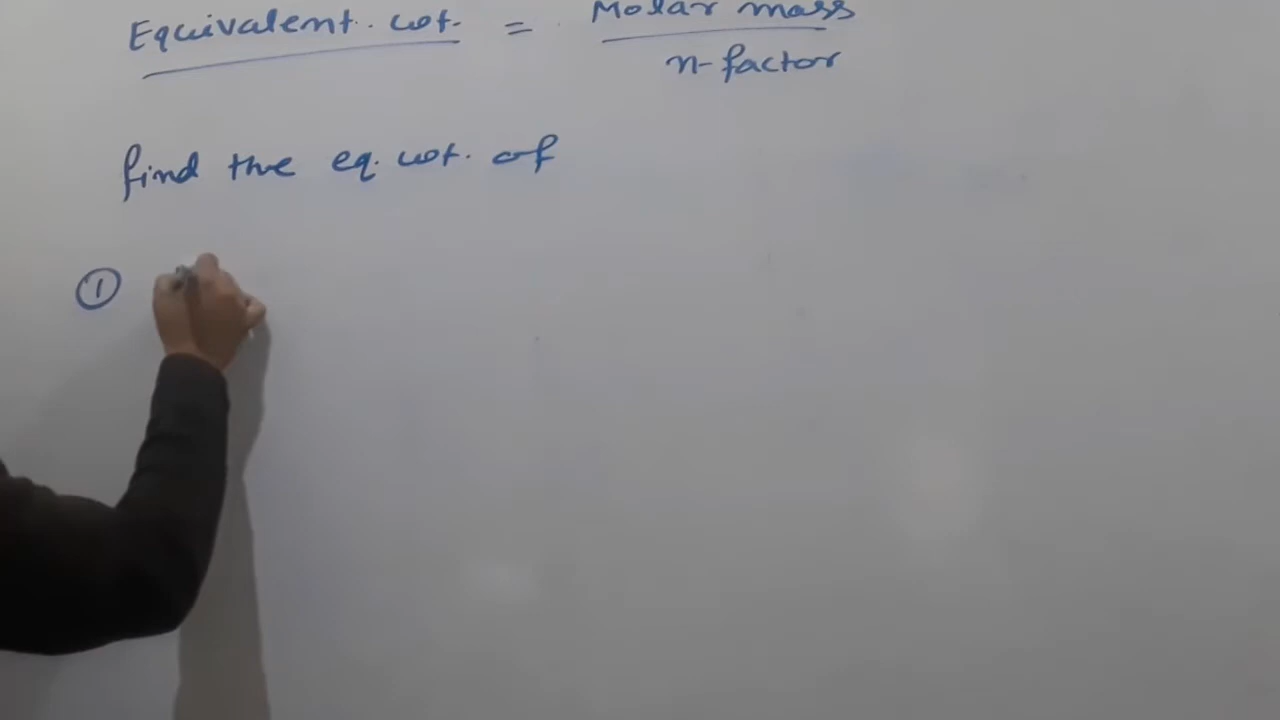 Equivalent. wt. = Molar mass
n-factor
find the eq. wt. of
①